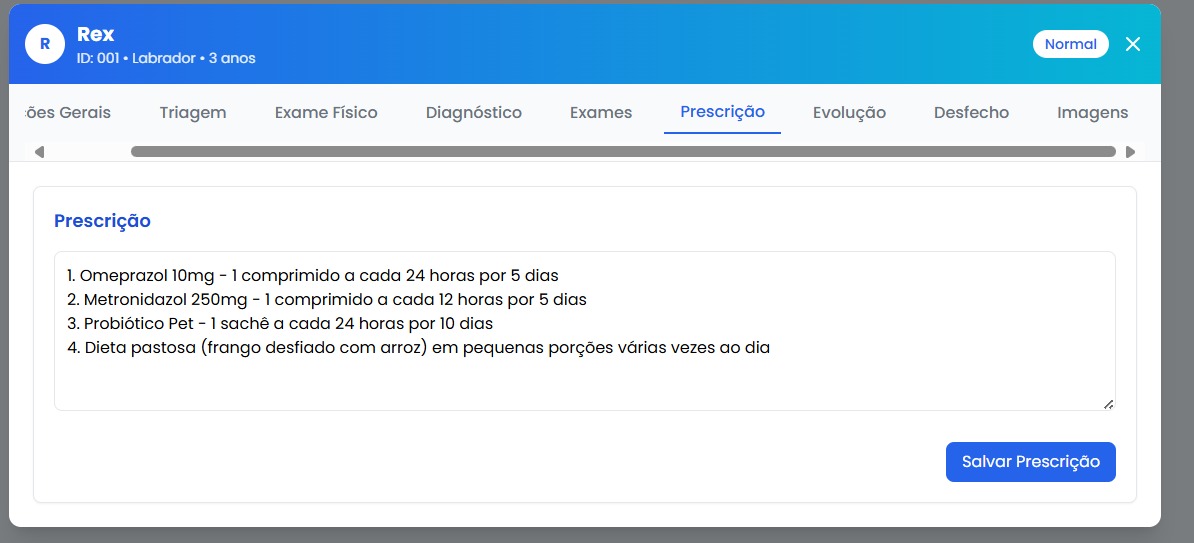 R
Rex
ID: 001 • Labrador • 3 anos
Normal
ões Gerais
Triagem
Exame Físico
Diagnóstico
Exames
Prescrição
Evolução
Desfecho
Imagens
Prescrição
1. Omeprazol 10mg - 1 comprimido a cada 24 horas por 5 dias
2. Metronidazol 250mg - 1 comprimido a cada 12 horas por 5 dias
3. Probiótico Pet - 1 sachê a cada 24 horas por 10 dias
4. Dieta pastosa (frango desfiado com arroz) em pequenas porções várias vezes ao dia
Salvar Prescrição